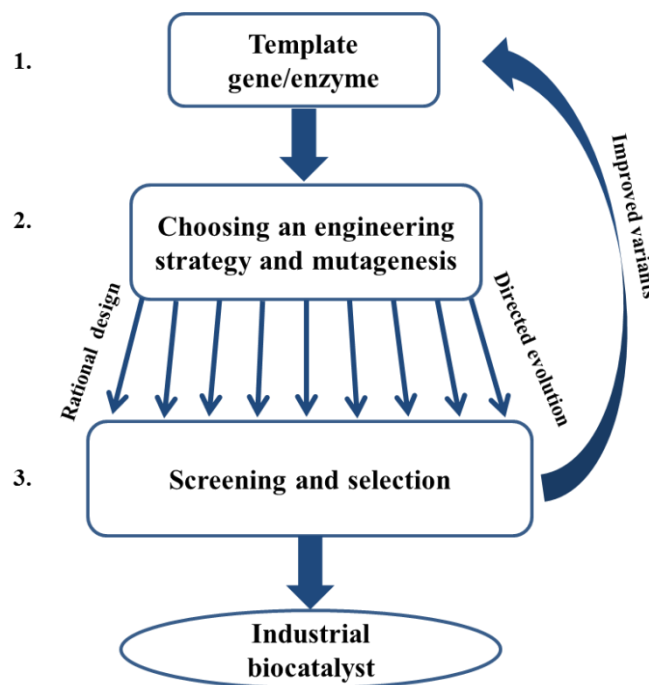 1.
Template
gene/enzyme
2.
Choosing an engineering
strategy and mutagenesis
Rational design
Directed evolution
Improved variants
3.
Screening and selection
Industrial
biocatalyst